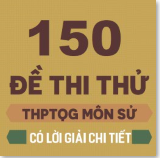 150
ĐỀ THI THỬ
THPTQG MÔN SỬ
CÓ LỜI GIẢI CHI TIẾT